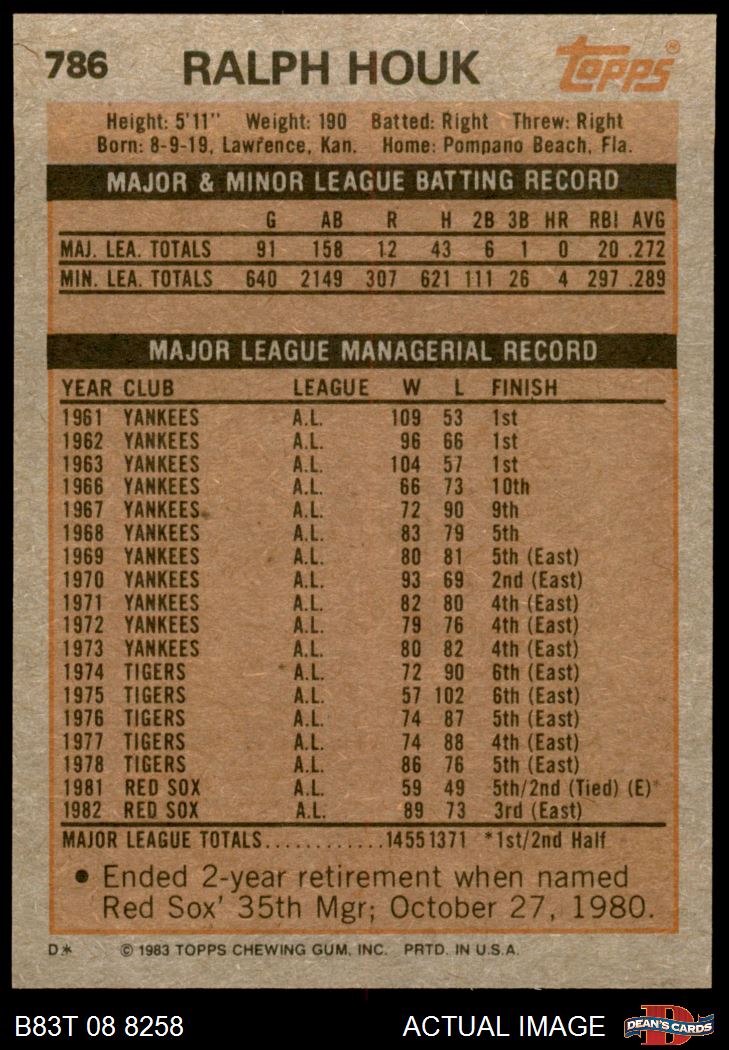 786 RALPH HOUK Topps®
Height: 5'11" Weight: 190 Batted: Right Threw: Right
Born: 8-9-19, Lawrence, Kan. Home: Pompano Beach, Fla.
MAJOR & MINOR LEAGUE BATTING RECORD
G AB R H 2B 3B HR RBI AVG
MAJ. LEA. TOTALS 91 158 12 43 6 1 0 20 .272
MIN. LEA. TOTALS 640 2149 307 621 111 26 4 297 .289
MAJOR LEAGUE MANAGERIAL RECORD
YEAR CLUB LEAGUE W L FINISH
1961 YANKEES A.L. 109 53 1st
1962 YANKEES A.L. 96 66 1st
1963 YANKEES A.L. 104 57 1st
1966 YANKEES A.L. 66 73 10th
1967 YANKEES A.L. 72 90 9th
1968 YANKEES A.L. 83 79 5th
1969 YANKEES A.L. 80 81 5th (East)
1970 YANKEES A.L. 93 69 2nd (East)
1971 YANKEES A.L. 82 80 4th (East)
1972 YANKEES A.L. 79 76 4th (East)
1973 YANKEES A.L. 80 82 4th (East)
1974 TIGERS A.L. 72 90 6th (East)
1975 TIGERS A.L. 57 102 6th (East)
1976 TIGERS A.L. 74 87 5th (East)
1977 TIGERS A.L. 74 88 4th (East)
1978 TIGERS A.L. 86 76 5th (East)
1981 RED SOX A.L. 59 49 5th/2nd (Tied) (E)*
1982 RED SOX A.L. 89 73 3rd (East)
MAJOR LEAGUE TOTALS............1455 1371 *1st/2nd Half
• Ended 2-year retirement when named
Red Sox' 35th Mgr; October 27, 1980.
D* © 1983 TOPPS CHEWING GUM, INC. PRTD. IN U.S.A.
B83T 08 8258 ACTUAL IMAGE DEAN'S CARDS